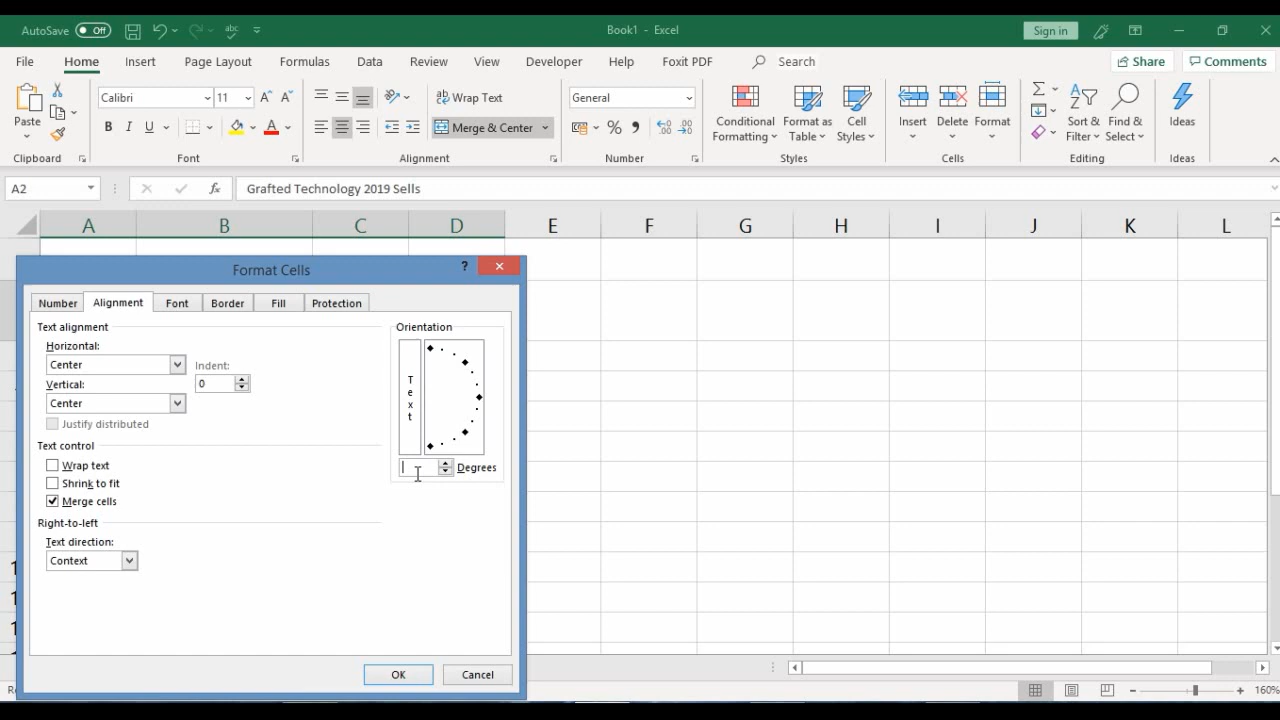 AutoSave Off abc Book1 - Excel Sign in
File Home Insert Page Layout Formulas Data Review View Developer Help Foxit PDF Search Share Comments
Paste Calibri 11 A A Wrap Text General Conditional Formatting Format as Table Cell Styles Insert Delete Format Sort & Filter Find & Select Ideas
B I U A Merge & Center % ,
Clipboard Font Alignment Number Styles Cells Editing Ideas
A2 fx Grafted Technology 2019 Sells
A B C D E F G H I J K L
Format Cells ?
Number Alignment Font Border Fill Protection
Text alignment Orientation
Horizontal:
Center Indent:
Vertical: 0
Center Text
Justify distributed
Text control
Wrap text Degrees
Shrink to fit
Merge cells
Right-to-left
Text direction:
Context
OK Cancel
160%